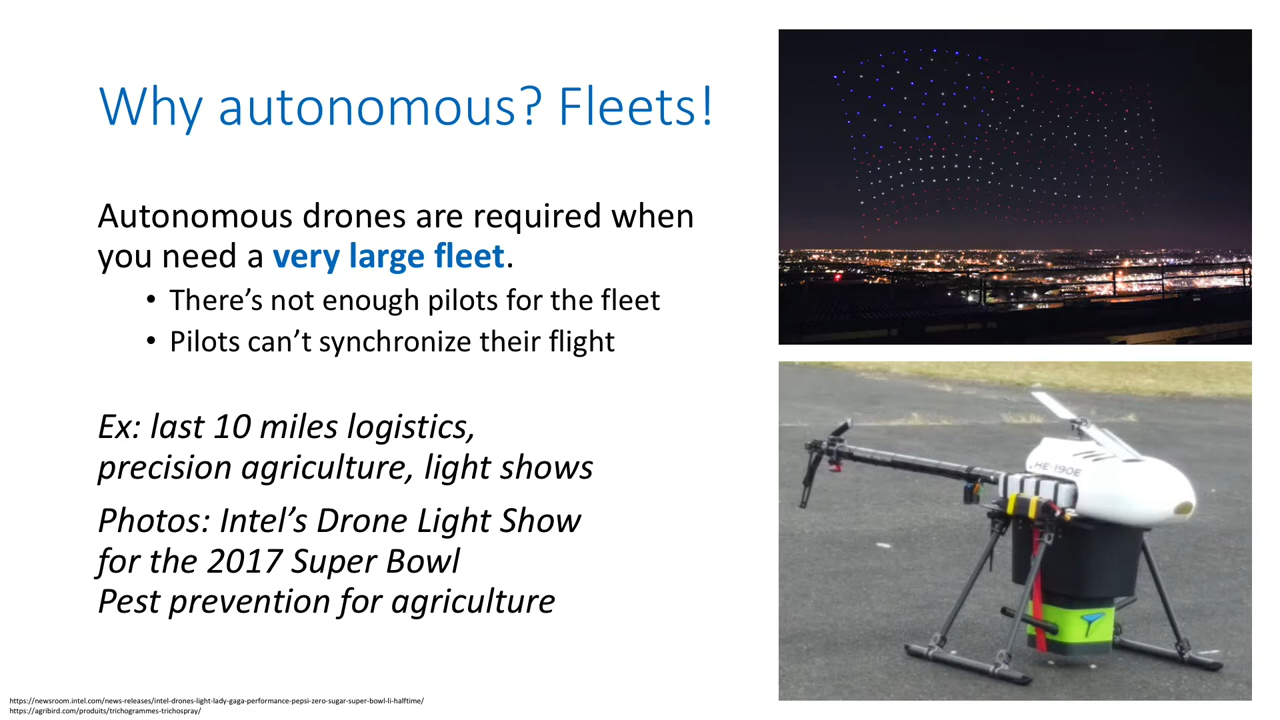 Why autonomous? Fleets!
Autonomous drones are required when
you need a very large fleet.
• There's not enough pilots for the fleet
• Pilots can't synchronize their flight
Ex: last 10 miles logistics,
precision agriculture, light shows
Photos: Intel's Drone Light Show
for the 2017 Super Bowl
Pest prevention for agriculture
HE-190E
https://newsroom.intel.com/news-releases/intel-drones-light-lady-gaga-performance-pepsi-zero-sugar-super-bowl-li-halftime/
https://agribird.com/produits/trichogrammes-trichospray/